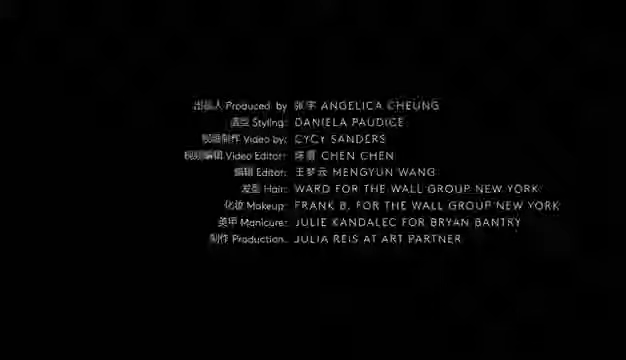 出品人 Produced by 张宇 ANGELICA CHEUNG
造型 Styling: DANIELA PAUDICE
视频制作 Video by: CYCY SANDERS
视频编辑 Video Editor: CHEN CHEN
编辑 Editor: 王梦云 MENGYUN WANG
发型 Hair: WARD FOR THE WALL GROUP NEW YORK
化妆 Makeup: FRANK B. FOR THE WALL GROUP NEW YORK
美甲 Manicure: JULIE KANDALEC FOR BRYAN BANTRY
制作 Production: JULIA REIS AT ART PARTNER